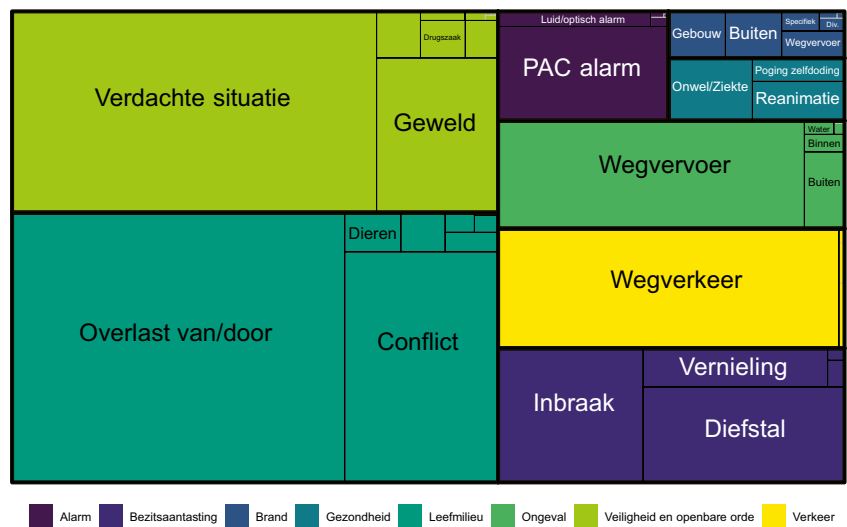 Verdachte situatie
Drugszaak
Geweld
Luid/optisch alarm
PAC alarm
Gebouw
Buiten
Specifiek
Div.
Wegvervoer
Onwel/Ziekte
Poging zelfdoding
Reanimatie
Wegvervoer
Water
Binnen
Buiten
Overlast van/door
Dieren
Conflict
Wegverkeer
Inbraak
Vernieling
Diefstal
Alarm Bezitsaantasting Brand Gezondheid Leefmilieu Ongeval Veiligheid en openbare orde Verkeer